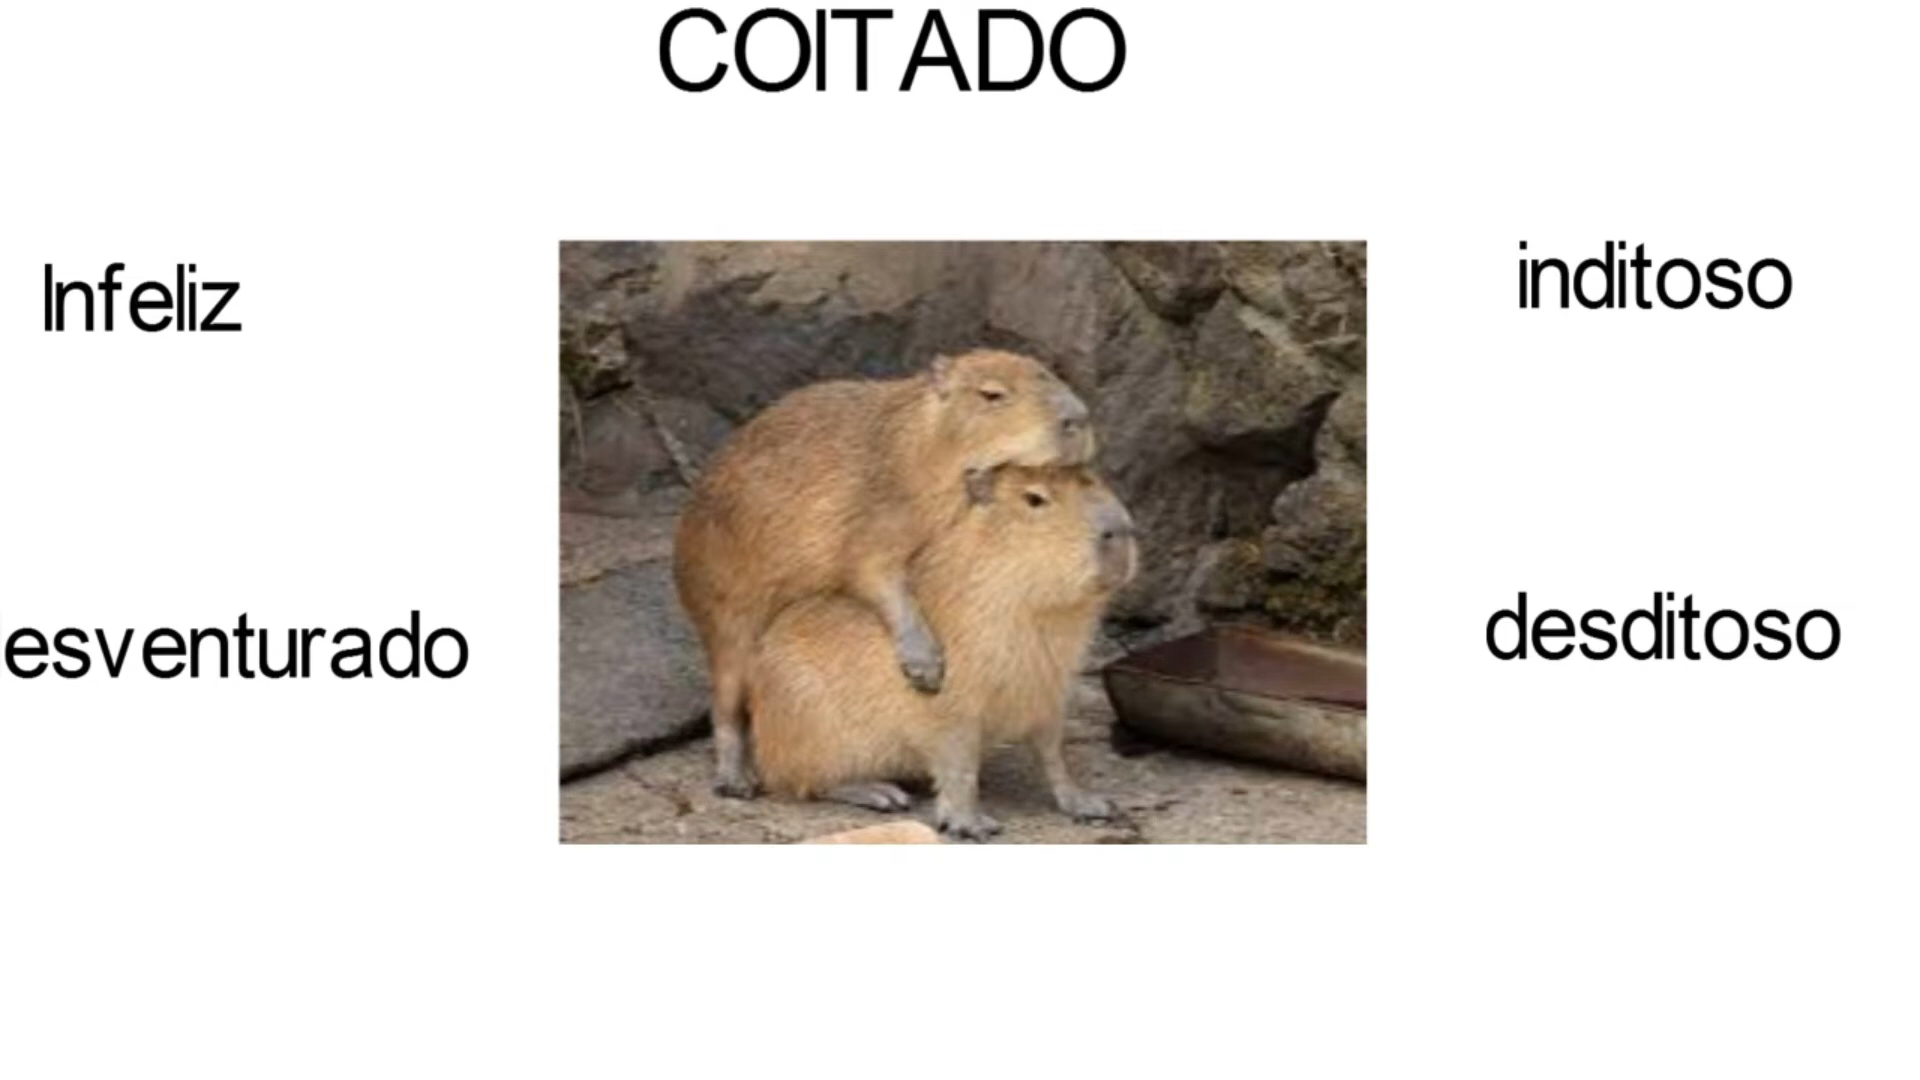 COITADO
Infeliz
inditoso
esventurado
desditoso